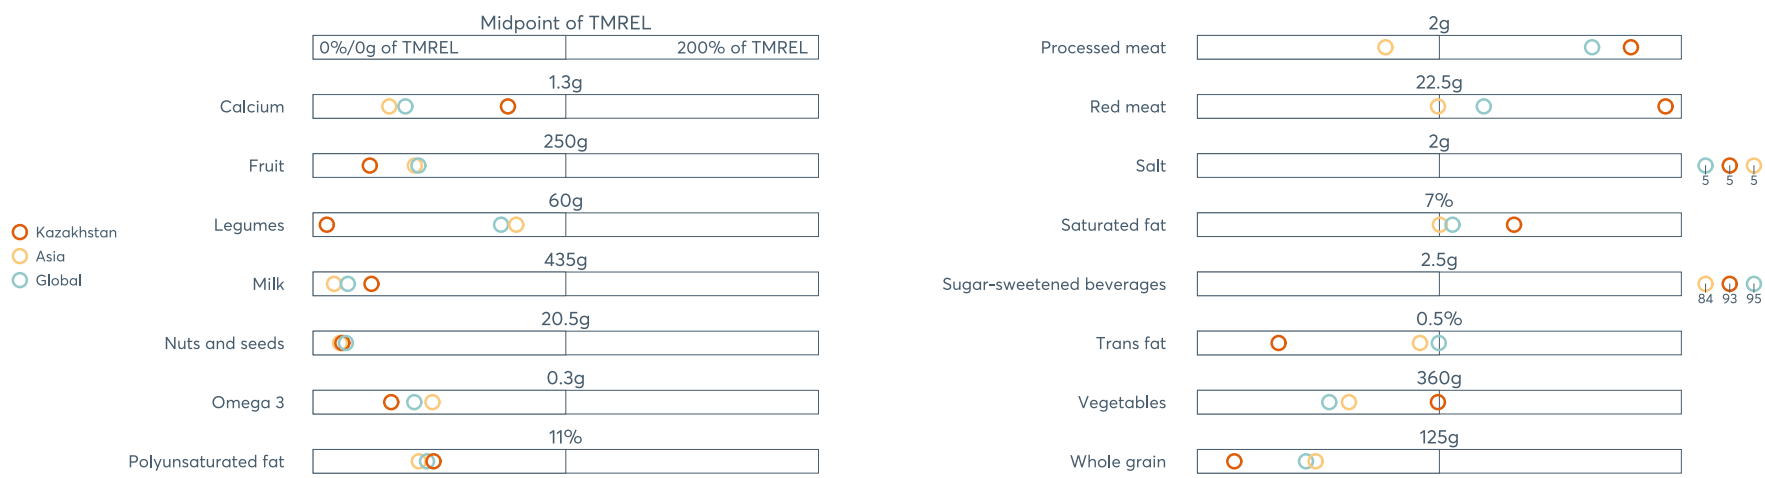 Midpoint of TMREL
0%/0g of TMREL 200% of TMREL
1.3g
Calcium
250g
Fruit
60g
Legumes
435g
Milk
20.5g
Nuts and seeds
0.3g
Omega 3
11%
Polyunsaturated fat
Kazakhstan
Asia
Global
2g
Processed meat
22.5g
Red meat
2g
Salt
5 5 5
7%
Saturated fat
2.5g
Sugar-sweetened beverages
84 93 95
0.5%
Trans fat
360g
Vegetables
125g
Whole grain